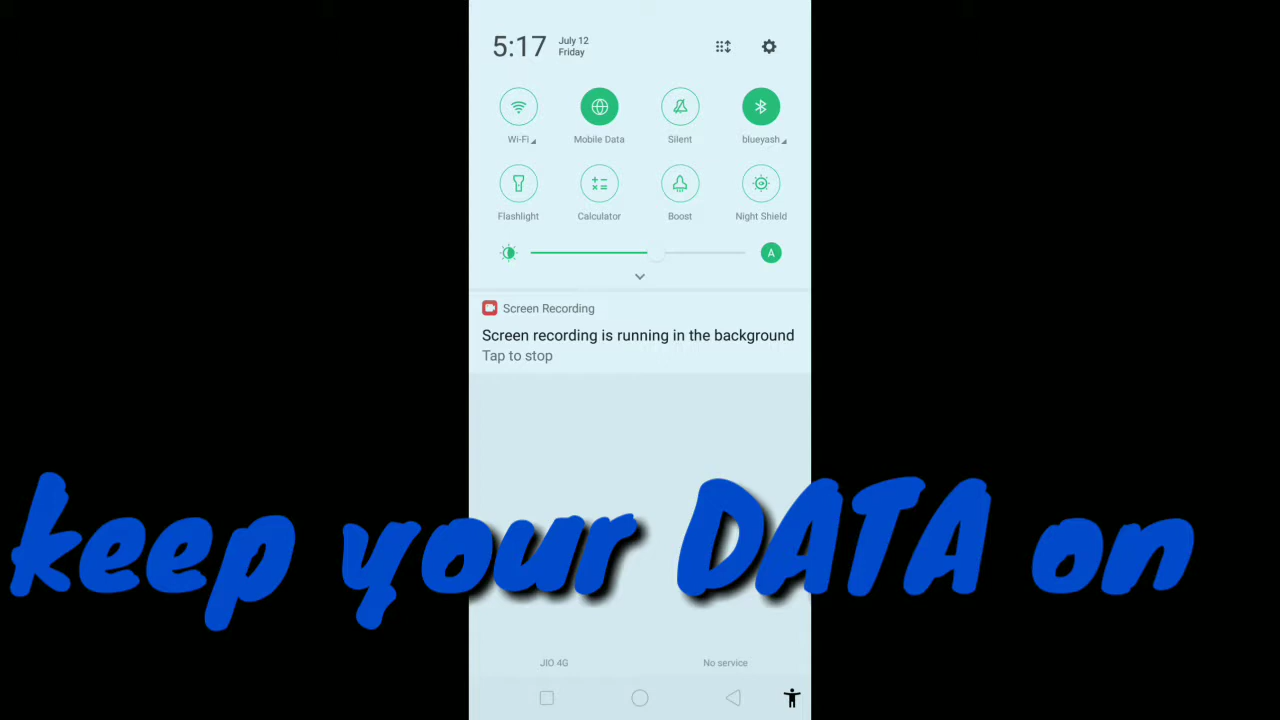 5:17
July 12
Friday
Wi-Fi
Mobile Data
Silent
blueyash
Flashlight
Calculator
Boost
Night Shield
A
Screen Recording
Screen recording is running in the background
Tap to stop
keep your DATA on
JIO 4G
No service